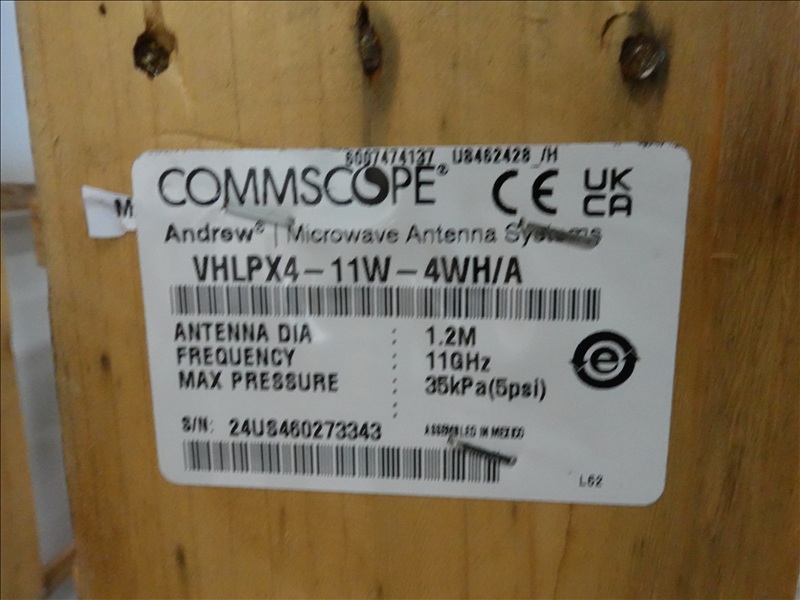 6007474137 US462428_/H
COMMSCOPE® CE UK CA
M
Andrew® | Microwave Antenna Systems
VHLPX4-11W-4WH/A
ANTENNA DIA : 1.2M
FREQUENCY : 11GHz
MAX PRESSURE : 35kPa(5psi)
:
e
S/N: 24US460273343 ASSEMBLED IN MEXICO
L62